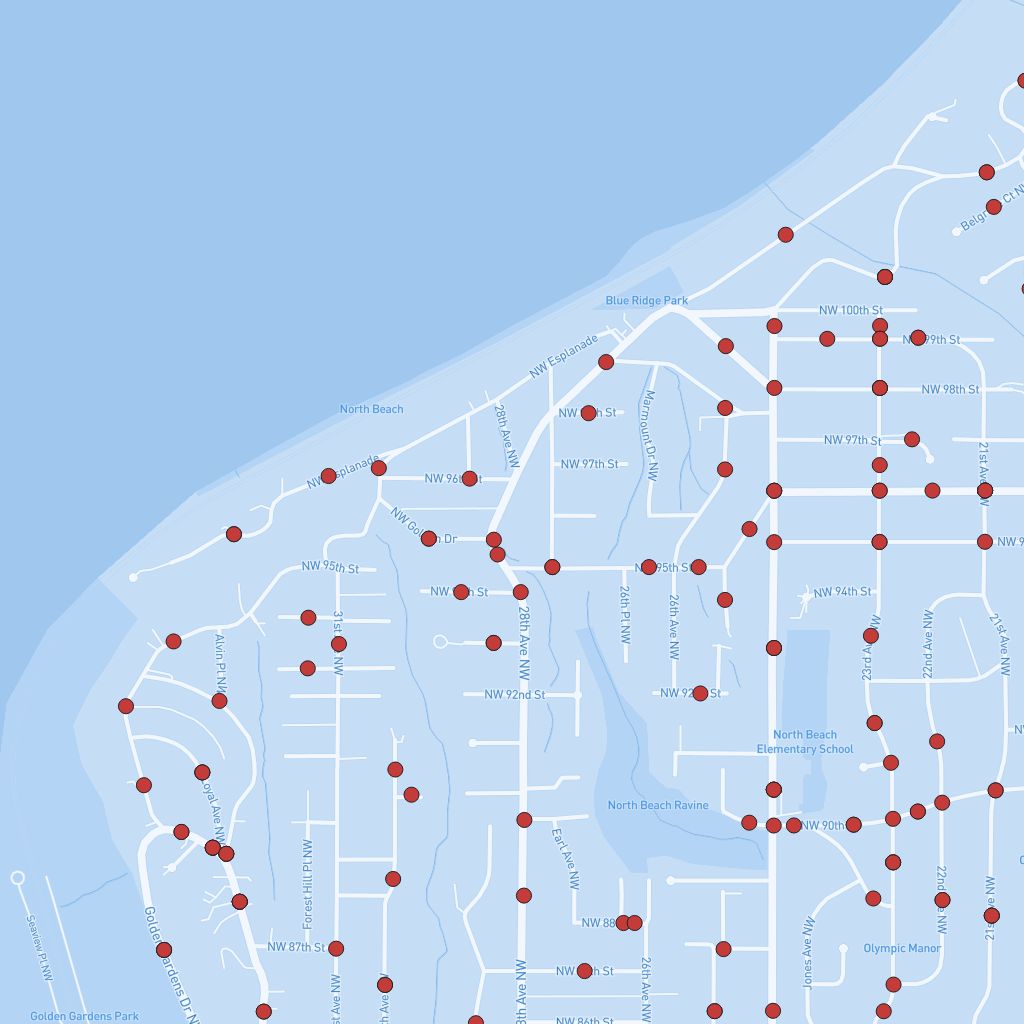 Belgrove Ct NW
Blue Ridge Park
NW 100th St
NW 99th St
NW Esplanade
NW 98th St
North Beach
28th Ave NW
Marmount Dr NW
NW 97th St
NW 97th St
21st Ave NW
NW Esplanade
NW 96th St
NW Golden Dr
NW 95th St
NW 95th St
NW 9
NW 94th St
31st
NW
28th Ave NW
26th Pl NW
26th Ave NW
23rd Ave NW
22nd Ave NW
21st Ave NW
Alvin Pl NW
NW 92nd St
NW 92nd St
North Beach
Elementary School
Loyal Ave NW
North Beach Ravine
NW 90th
Forest Hill Pl NW
Earl Ave NW
22nd Ave NW
21st Ave NW
NW 88
Seaview Pl NW
Golden Gardens Dr NW
NW 87th St
Jones Ave NW
Olympic Manor
26th Ave NW
Golden Gardens Park
NW 86th St